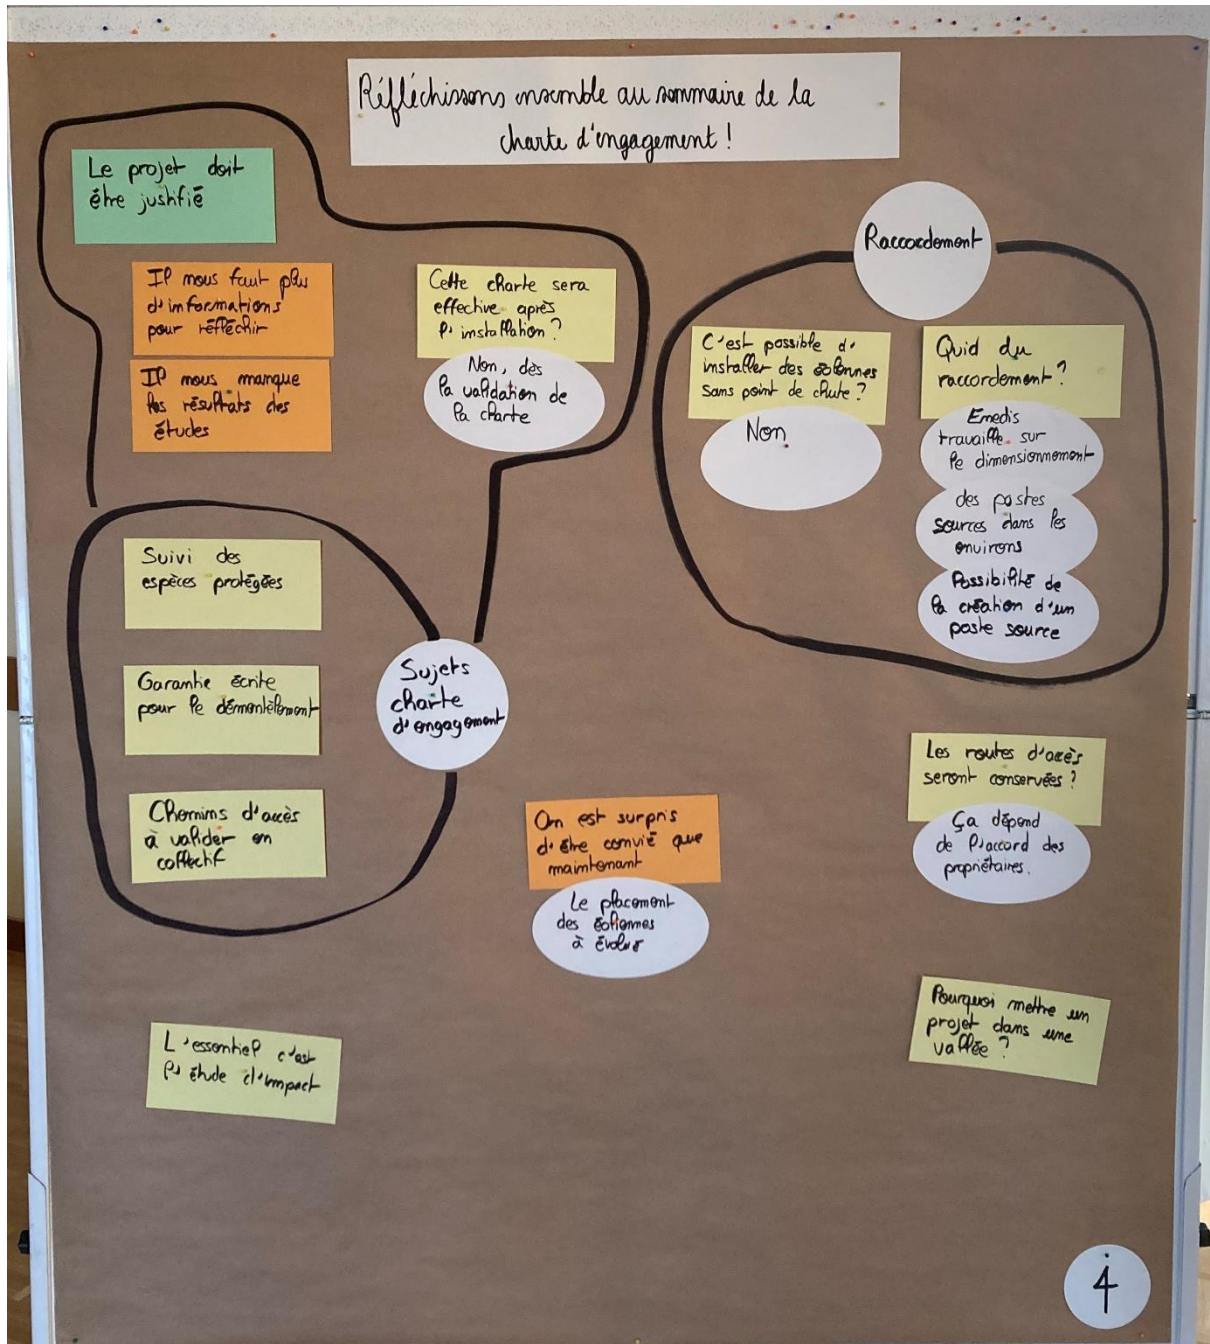 Réfléchissons ensemble au sommaire de la
charte d'engagement !
Le projet doit
être justifié
Il nous faut plus
d'informations
pour réfléchir
Il nous manque
les résultats des
études
Cette charte sera
effective après
l'installation ?
Non, dès
la validation de
la charte
Suivi des
espèces protégées
Garantie écrite
pour le démentèlement
Chemins d'accès
à valider en
collectif
Sujets
charte
d'engagement
Raccordement
C'est possible d'
installer des éoliennes
sans point de chute ?
Non
Quid du
raccordement ?
Enedis
travaille sur
le dimensionnement
des postes
sources dans les
environs
Possibilité de
la création d'un
poste source
Les routes d'accès
seront conservées ?
Ça dépend
de l'accord des
propriétaires.
On est surpris
d'être convié que
maintenant
Le placement
des éoliennes
à évolué
Pourquoi mettre un
projet dans une
vallée ?
L'essentiel c'est
l'étude d'impact
4